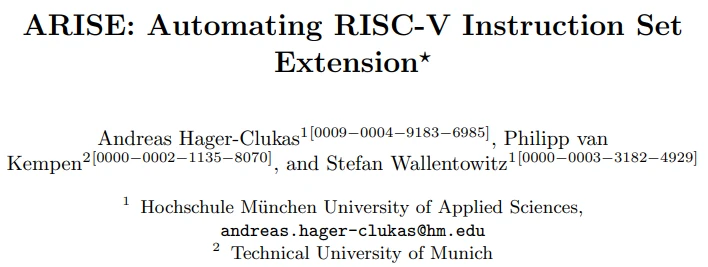 ARISE: Automating RISC-V Instruction Set
Extension⋆
Andreas Hager-Clukas1[0009−0004−9183−6985], Philipp van
Kempen2[0000−0002−1135−8070], and Stefan Wallentowitz1[0000−0003−3182−4929]
1 Hochschule München University of Applied Sciences,
andreas.hager-clukas@hm.edu
2 Technical University of Munich